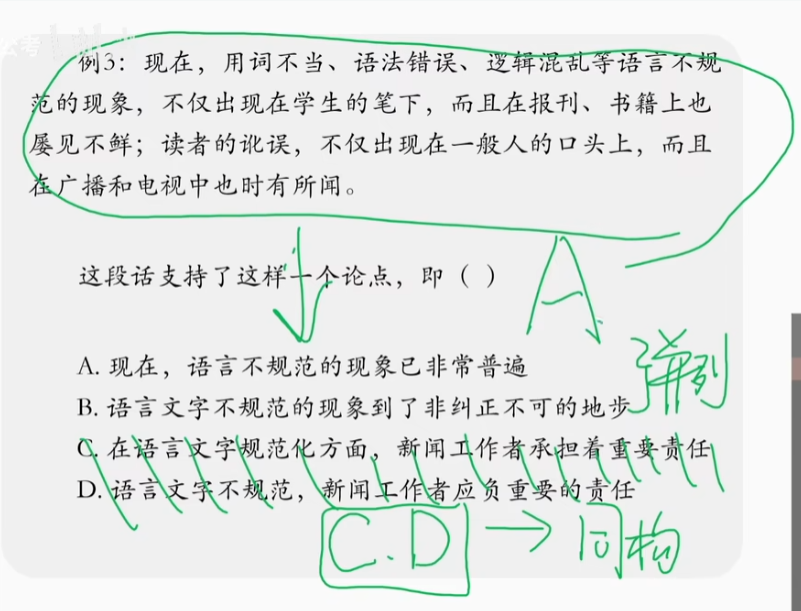 例3：现在，用词不当、语法错误、逻辑混乱等语言不规
范的现象，不仅出现在学生的笔下，而且在报刊、书籍上也
屡见不鲜；读者的讹误，不仅出现在一般人的口头上，而且
在广播和电视中也时有所闻。
这段话支持了这样一个论点，即（ ）
A
A. 现在，语言不规范的现象已非常普遍
B. 语言文字不规范的现象到了非纠正不可的地步
并列
C. 在语言文字规范化方面，新闻工作者承担着重要责任
D. 语言文字不规范，新闻工作者应负重要的责任
C.D → 同构